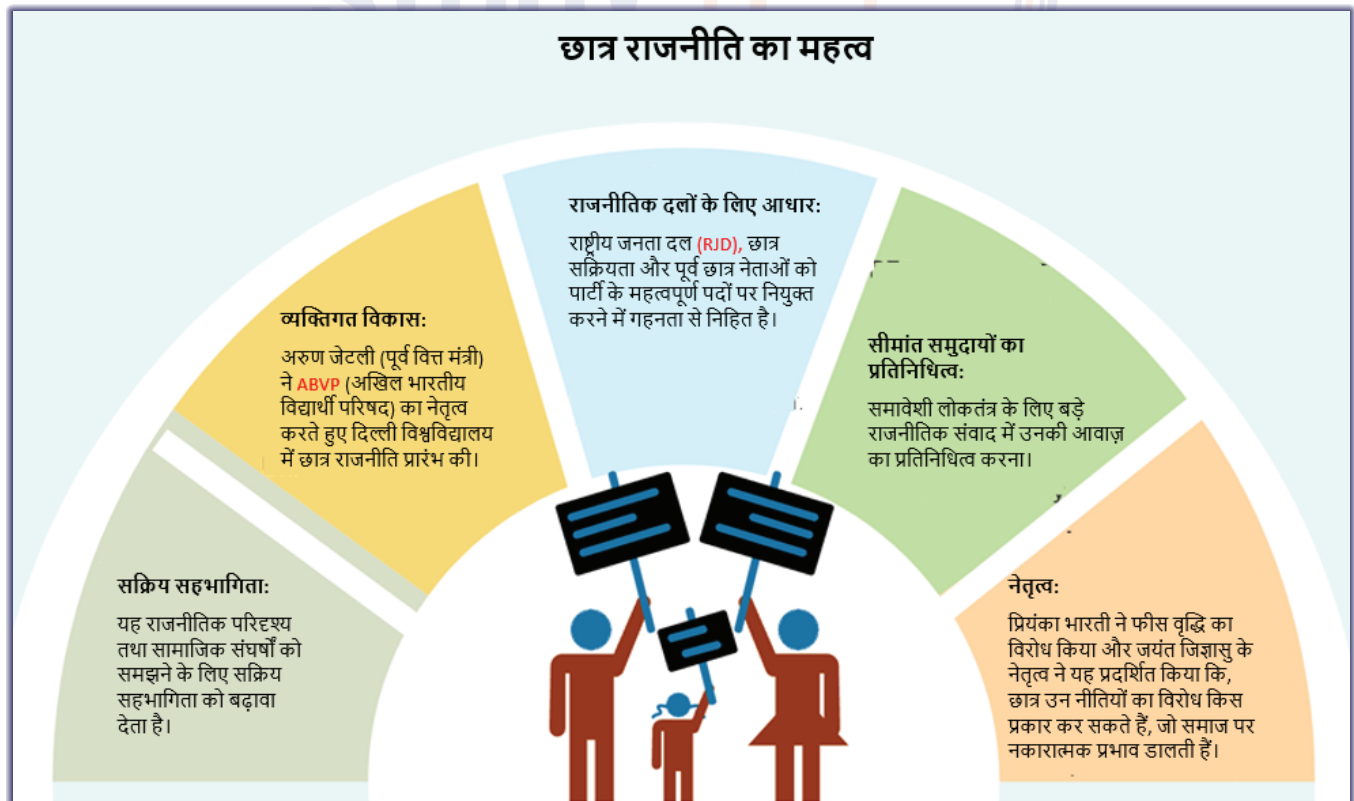 छात्र राजनीति का महत्व
सक्रिय सहभागिता:
यह राजनीतिक परिदृश्य
तथा सामाजिक संघर्षों को
समझने के लिए सक्रिय
सहभागिता को बढ़ावा
देता है।
व्यक्तिगत विकास:
अरुण जेटली (पूर्व वित्त मंत्री)
ने ABVP (अखिल भारतीय
विद्यार्थी परिषद) का नेतृत्व
करते हुए दिल्ली विश्वविद्यालय
में छात्र राजनीति प्रारंभ की।
राजनीतिक दलों के लिए आधार:
राष्ट्रीय जनता दल (RJD), छात्र
सक्रियता और पूर्व छात्र नेताओं को
पार्टी के महत्वपूर्ण पदों पर नियुक्त
करने में गहनता से निहित है।
सीमांत समुदायों का
प्रतिनिधित्व:
समावेशी लोकतंत्र के लिए बड़े
राजनीतिक संवाद में उनकी आवाज़
का प्रतिनिधित्व करना।
नेतृत्व:
प्रियंका भारती ने फीस वृद्धि का
विरोध किया और जयंत जिज्ञासु के
नेतृत्व ने यह प्रदर्शित किया कि,
छात्र उन नीतियों का विरोध किस
प्रकार कर सकते हैं, जो समाज पर
नकारात्मक प्रभाव डालती हैं।